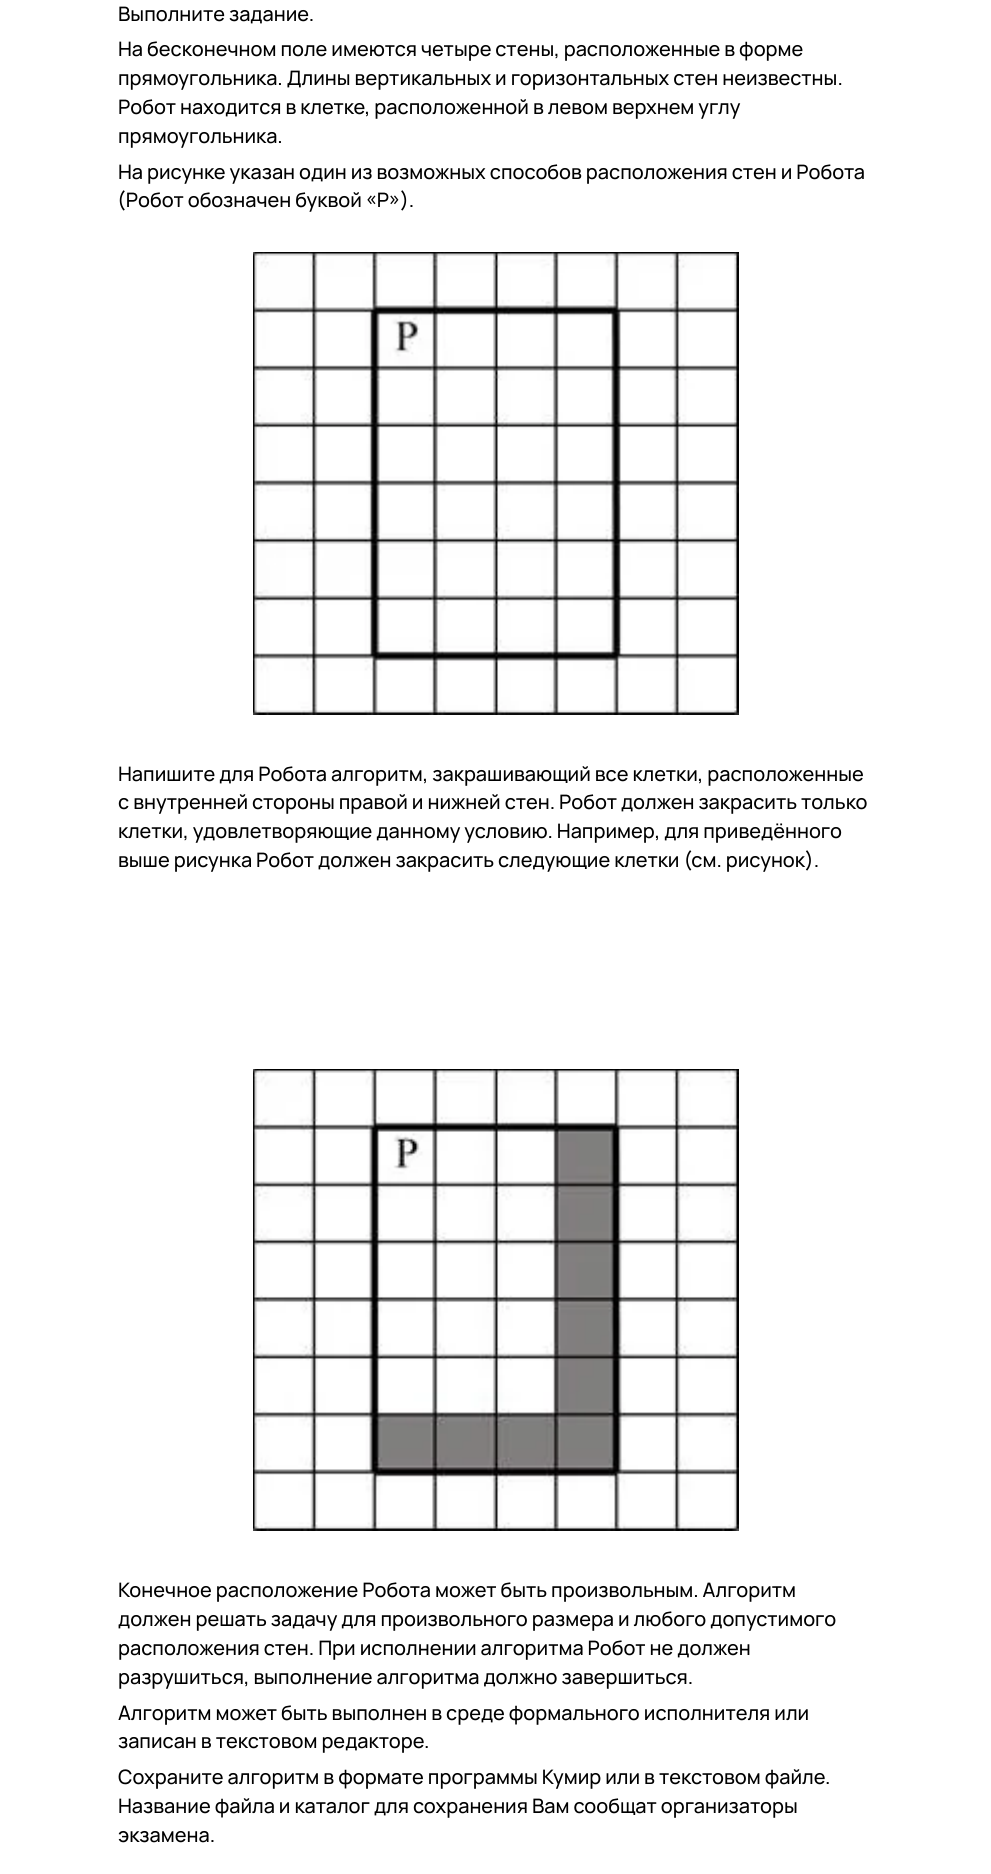 Выполните задание.
На бесконечном поле имеются четыре стены, расположенные в форме
прямоугольника. Длины вертикальных и горизонтальных стен неизвестны.
Робот находится в клетке, расположенной в левом верхнем углу
прямоугольника.
На рисунке указан один из возможных способов расположения стен и Робота
(Робот обозначен буквой «Р»).
Р
Напишите для Робота алгоритм, закрашивающий все клетки, расположенные
с внутренней стороны правой и нижней стен. Робот должен закрасить только
клетки, удовлетворяющие данному условию. Например, для приведённого
выше рисунка Робот должен закрасить следующие клетки (см. рисунок).
Р
Конечное расположение Робота может быть произвольным. Алгоритм
должен решать задачу для произвольного размера и любого допустимого
расположения стен. При исполнении алгоритма Робот не должен
разрушиться, выполнение алгоритма должно завершиться.
Алгоритм может быть выполнен в среде формального исполнителя или
записан в текстовом редакторе.
Сохраните алгоритм в формате программы Кумир или в текстовом файле.
Название файла и каталог для сохранения Вам сообщат организаторы
экзамена.